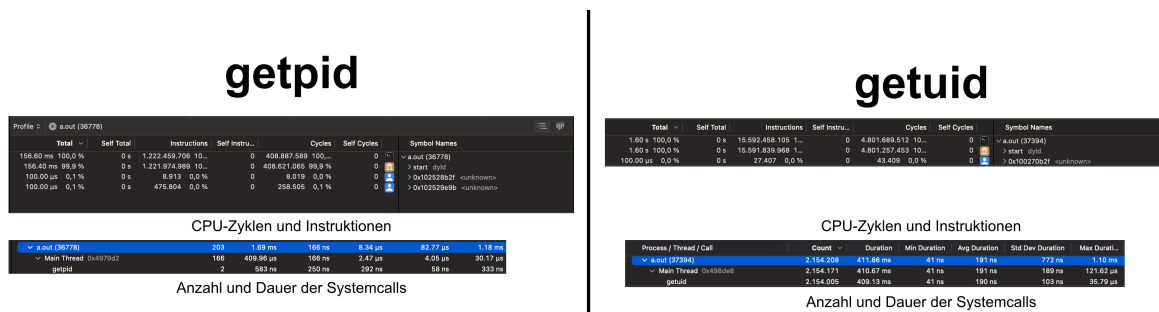 getpid
Profile a.out (36778)
Total Self Total Instructions Self Instru... Cycles Self Cycles Symbol Names
156.60 ms 100,0 % 0 s 1.222.459.706 10... 0 408.887.589 100,... 0 a.out (36778)
156.40 ms 99,9 % 0 s 1.221.974.989 10... 0 408.621.065 99,9 % 0 start dyld
100.00 µs 0,1 % 0 s 8.913 0,0 % 0 8.019 0,0 % 0 0x102528b2f <unknown>
100.00 µs 0,1 % 0 s 475.804 0,0 % 0 258.505 0,1 % 0 0x102529e9b <unknown>
CPU-Zyklen und Instruktionen
a.out (36778) 203 1.69 ms 166 ns 8.34 µs 82.77 µs 1.18 ms
Main Thread 0x4979d2 166 409.96 µs 166 ns 2.47 µs 4.05 µs 30.17 µs
getpid 2 583 ns 250 ns 292 ns 58 ns 333 ns
Anzahl und Dauer der Systemcalls
getuid
Total Self Total Instructions Self Instru... Cycles Self Cycles Symbol Names
1.60 s 100,0 % 0 s 15.592.458.105 1... 0 4.801.689.512 10... 0 a.out (37394)
1.60 s 100,0 % 0 s 15.591.839.968 1... 0 4.801.257.453 10... 0 start dyld
100.00 µs 0,0 % 0 s 27.407 0,0 % 0 43.409 0,0 % 0 0x100270b2f <unknown>
CPU-Zyklen und Instruktionen
Process / Thread / Call Count Duration Min Duration Avg Duration Std Dev Duration Max Durati...
a.out (37394) 2.154.208 411.86 ms 41 ns 191 ns 772 ns 1.10 ms
Main Thread 0x498de8 2.154.171 410.67 ms 41 ns 191 ns 189 ns 121.62 µs
getuid 2.154.005 409.13 ms 41 ns 190 ns 103 ns 35.79 µs
Anzahl und Dauer der Systemcalls